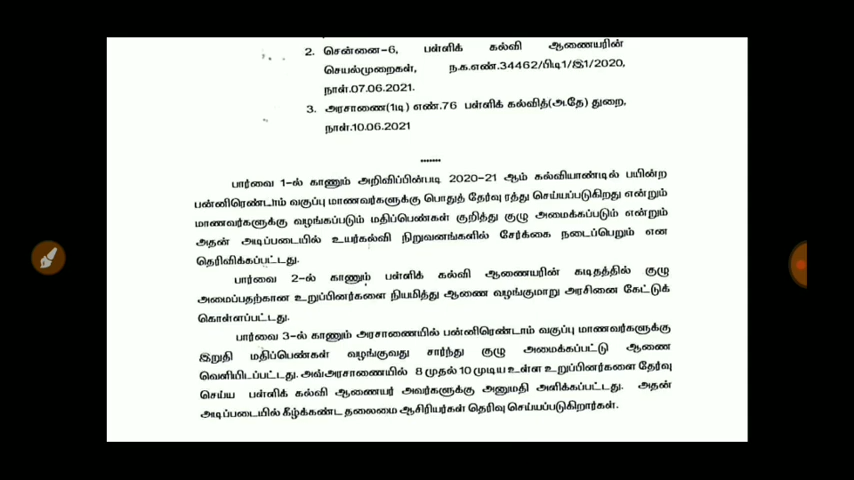 2. சென்னை-6, பள்ளிக் கல்வி ஆணையரின்
செயல்முறைகள், ந.க.எண்.34462/பிடி1/இ1/2020,
நாள்.07.06.2021.
3. அரசாணை(1டி) எண்.76 பள்ளிக் கல்வித்(அ.தே) துறை,
நாள்.10.06.2021
.......
பார்வை 1-ல் காணும் அறிவிப்பின்படி 2020-21 ஆம் கல்வியாண்டில் பயின்ற
பன்னிரெண்டாம் வகுப்பு மாணவர்களுக்கு பொதுத் தேர்வு ரத்து செய்யப்படுகிறது என்றும்
மாணவர்களுக்கு வழங்கப்படும் மதிப்பெண்கள் குறித்து குழு அமைக்கப்படும் என்றும்
அதன் அடிப்படையில் உயர்கல்வி நிறுவனங்களில் சேர்க்கை நடைப்பெறும் என
தெரிவிக்கப்பட்டது.
பார்வை 2-ல் காணும் பள்ளிக் கல்வி ஆணையரின் கடிதத்தில் குழு
அமைப்பதற்கான உறுப்பினர்களை நியமித்து ஆணை வழங்குமாறு அரசினை கேட்டுக்
கொள்ளப்பட்டது.
பார்வை 3-ல் காணும் அரசாணையில் பன்னிரெண்டாம் வகுப்பு மாணவர்களுக்கு
இறுதி மதிப்பெண்கள் வழங்குவது சார்ந்து குழு அமைக்கப்பட்டு ஆணை
வெளியிடப்பட்டது. அவ்அரசாணையில் 8 முதல் 10 முடிய உள்ள உறுப்பினர்களை தேர்வு
செய்ய பள்ளிக் கல்வி ஆணையர் அவர்களுக்கு அனுமதி அளிக்கப்பட்டது. அதன்
அடிப்படையில் கீழ்க்கண்ட தலைமை ஆசிரியர்கள் தெரிவு செய்யப்படுகிறார்கள்.